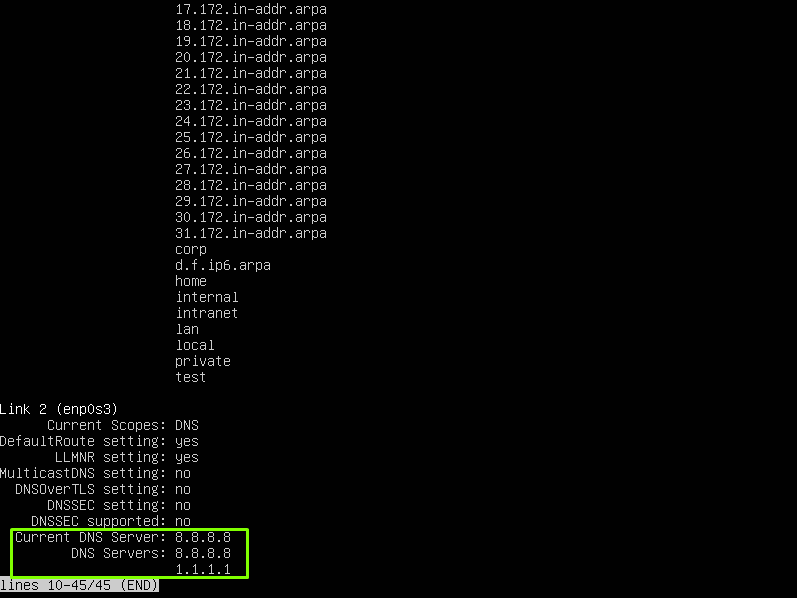 17.172.in-addr.arpa
18.172.in-addr.arpa
19.172.in-addr.arpa
20.172.in-addr.arpa
21.172.in-addr.arpa
22.172.in-addr.arpa
23.172.in-addr.arpa
24.172.in-addr.arpa
25.172.in-addr.arpa
26.172.in-addr.arpa
27.172.in-addr.arpa
28.172.in-addr.arpa
29.172.in-addr.arpa
30.172.in-addr.arpa
31.172.in-addr.arpa
corp
d.f.ip6.arpa
home
internal
intranet
lan
local
private
test
Link 2 (enp0s3)
Current Scopes: DNS
DefaultRoute setting: yes
LLMNR setting: yes
MulticastDNS setting: no
DNSOverTLS setting: no
DNSSEC setting: no
DNSSEC supported: no
Current DNS Server: 8.8.8.8
DNS Servers: 8.8.8.8
1.1.1.1
lines 10-45/45 (END)